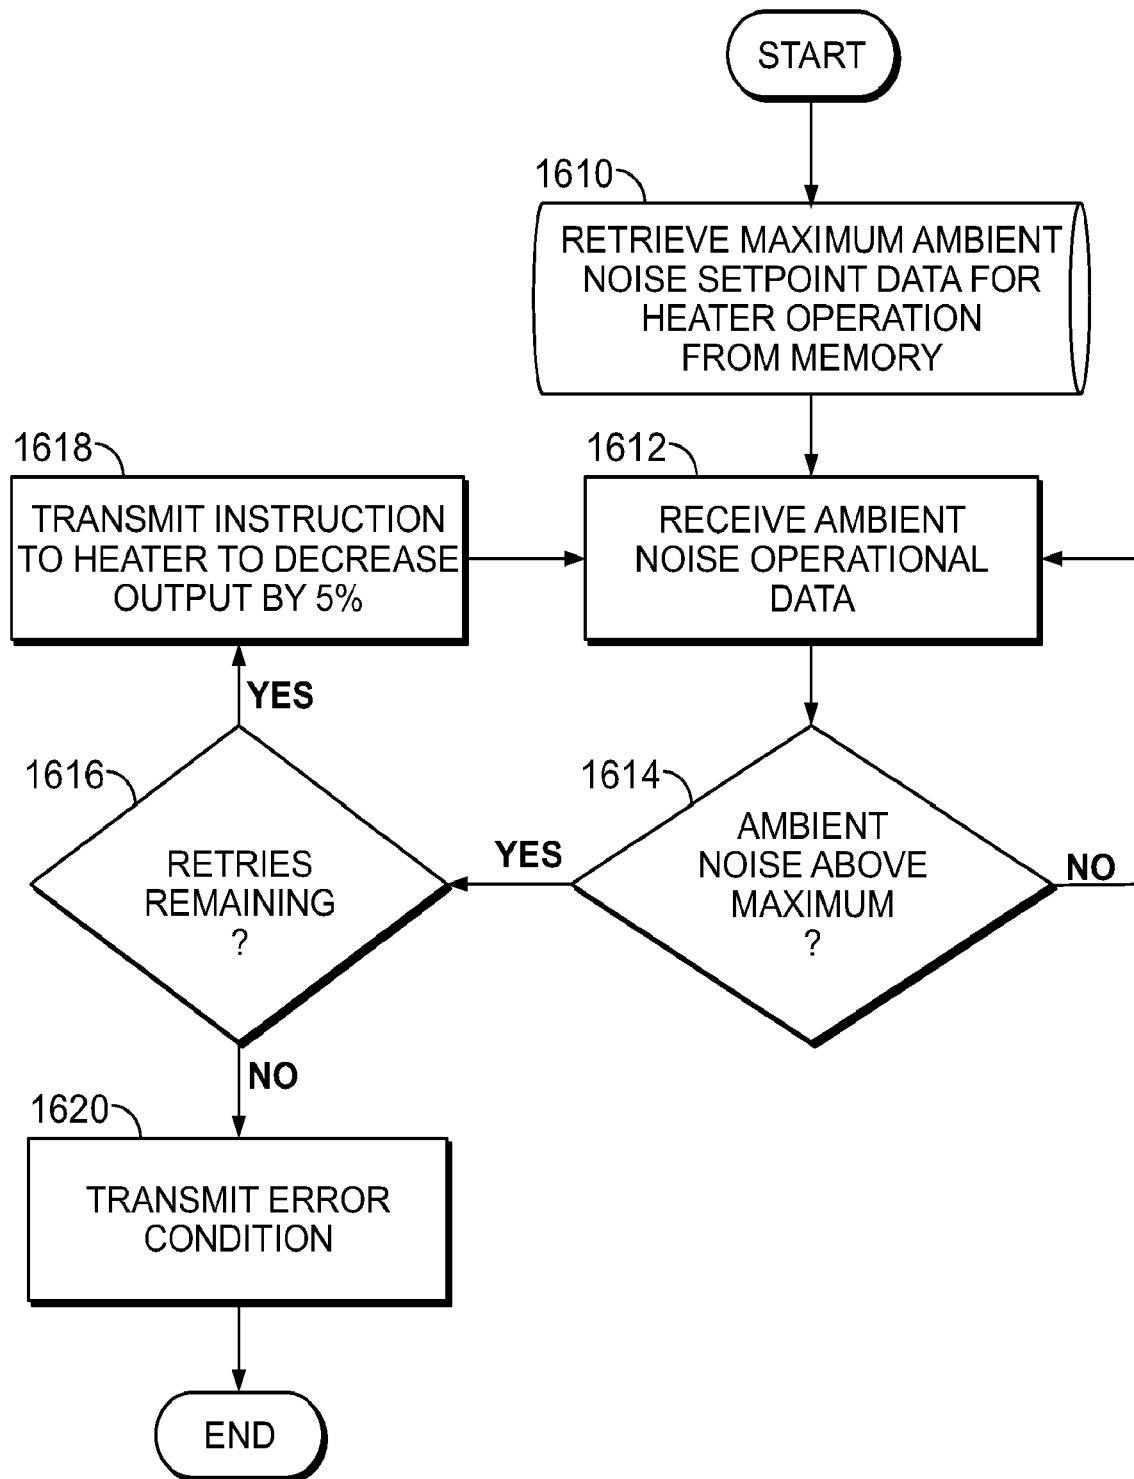 START
1610
RETRIEVE MAXIMUM AMBIENT
NOISE SETPOINT DATA FOR
HEATER OPERATION
FROM MEMORY
1618
TRANSMIT INSTRUCTION
TO HEATER TO DECREASE
OUTPUT BY 5%
1612
RECEIVE AMBIENT
NOISE OPERATIONAL
DATA
YES
1616
RETRIES
REMAINING
?
YES
1614
AMBIENT
NOISE ABOVE
MAXIMUM
?
NO
NO
1620
TRANSMIT ERROR
CONDITION
END